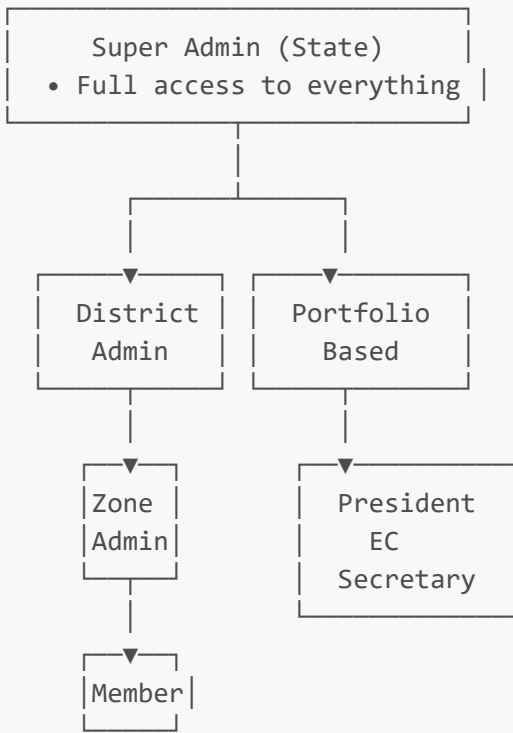 Super Admin (State)
• Full access to everything
District
Admin
Portfolio
Based
Zone
Admin
President
EC
Secretary
Member